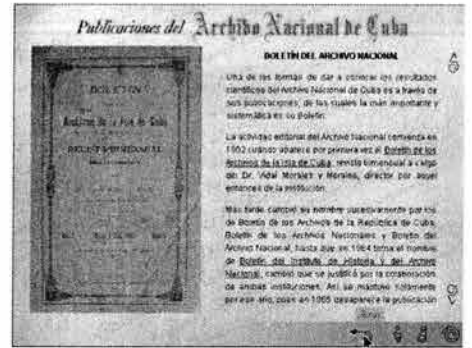 Publicaciones del Archivo Nacional de Cuba
BOLETÍN DEL ARCHIVO NACIONAL
Una de las formas de dar a conocer los resultados
científicos del Archivo Nacional de Cuba es a través de
sus publicaciones, de las cuales la más importante y
sistemática es su Boletín.
La actividad editorial del Archivo Nacional comienza en
1902 cuando aparece por primera vez el Boletín de los
Archivos de la Isla de Cuba, revista bimensual a cargo
del Dr. Vidal Morales y Morales, director por aquel
entonces de la institución.
Más tarde cambió su nombre sucesivamente por los
de Boletín de los Archivos de la República de Cuba,
Boletín de los Archivos Nacionales y Boletín del
Archivo Nacional, hasta que en 1964 toma el nombre
de Boletín del Instituto de Historia y del Archivo
Nacional, cambio que se justificó por la colaboración
de ambas instituciones. Así se mantuvo solamente
por ese año, pues en 1965 desaparece la publicación
BOLETIN
Archivos de la Isla de Cuba